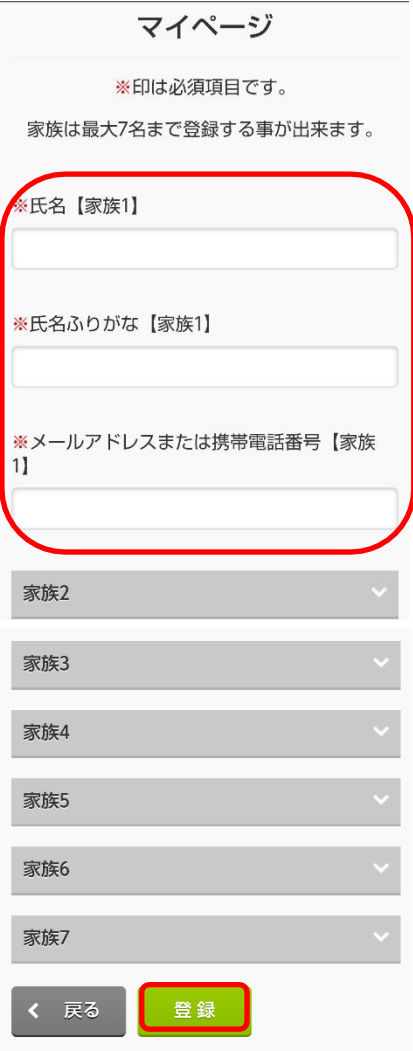 マイページ
※印は必須項目です。
家族は最大7名まで登録する事が出来ます。
※氏名【家族1】
※氏名ふりがな【家族1】
※メールアドレスまたは携帯電話番号【家族
1】
家族2
家族3
家族4
家族5
家族6
家族7
戻る
登録